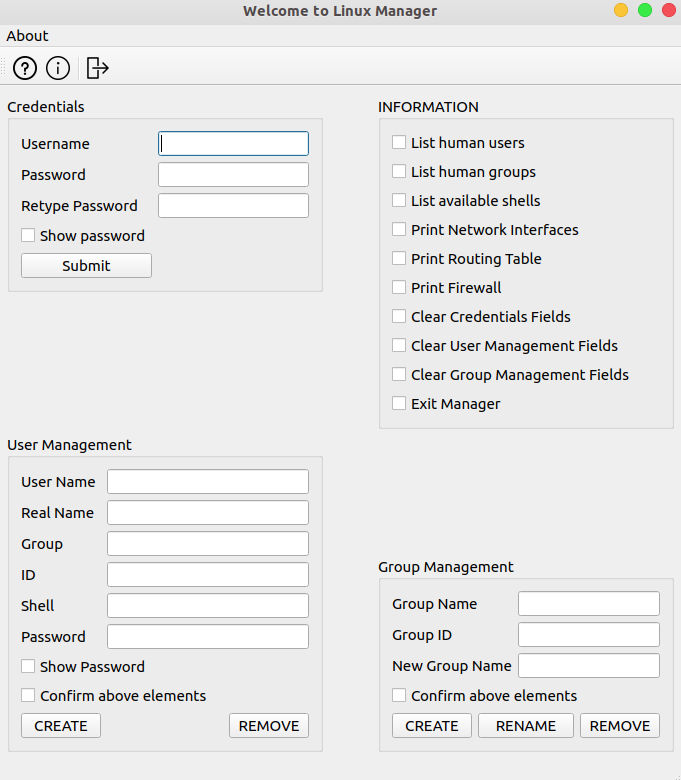 Welcome to Linux Manager
About
Credentials
Username
Password
Retype Password
Show password
Submit
INFORMATION
List human users
List human groups
List available shells
Print Network Interfaces
Print Routing Table
Print Firewall
Clear Credentials Fields
Clear User Management Fields
Clear Group Management Fields
Exit Manager
User Management
User Name
Real Name
Group
ID
Shell
Password
Show Password
Confirm above elements
CREATE REMOVE
Group Management
Group Name
Group ID
New Group Name
Confirm above elements
CREATE RENAME REMOVE